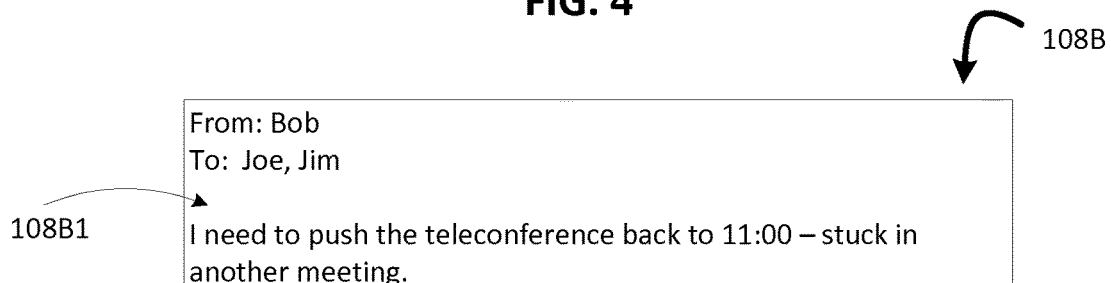 FIG. 4
108B
From: Bob
To: Joe, Jim
108B1
I need to push the teleconference back to 11:00 – stuck in
another meeting.